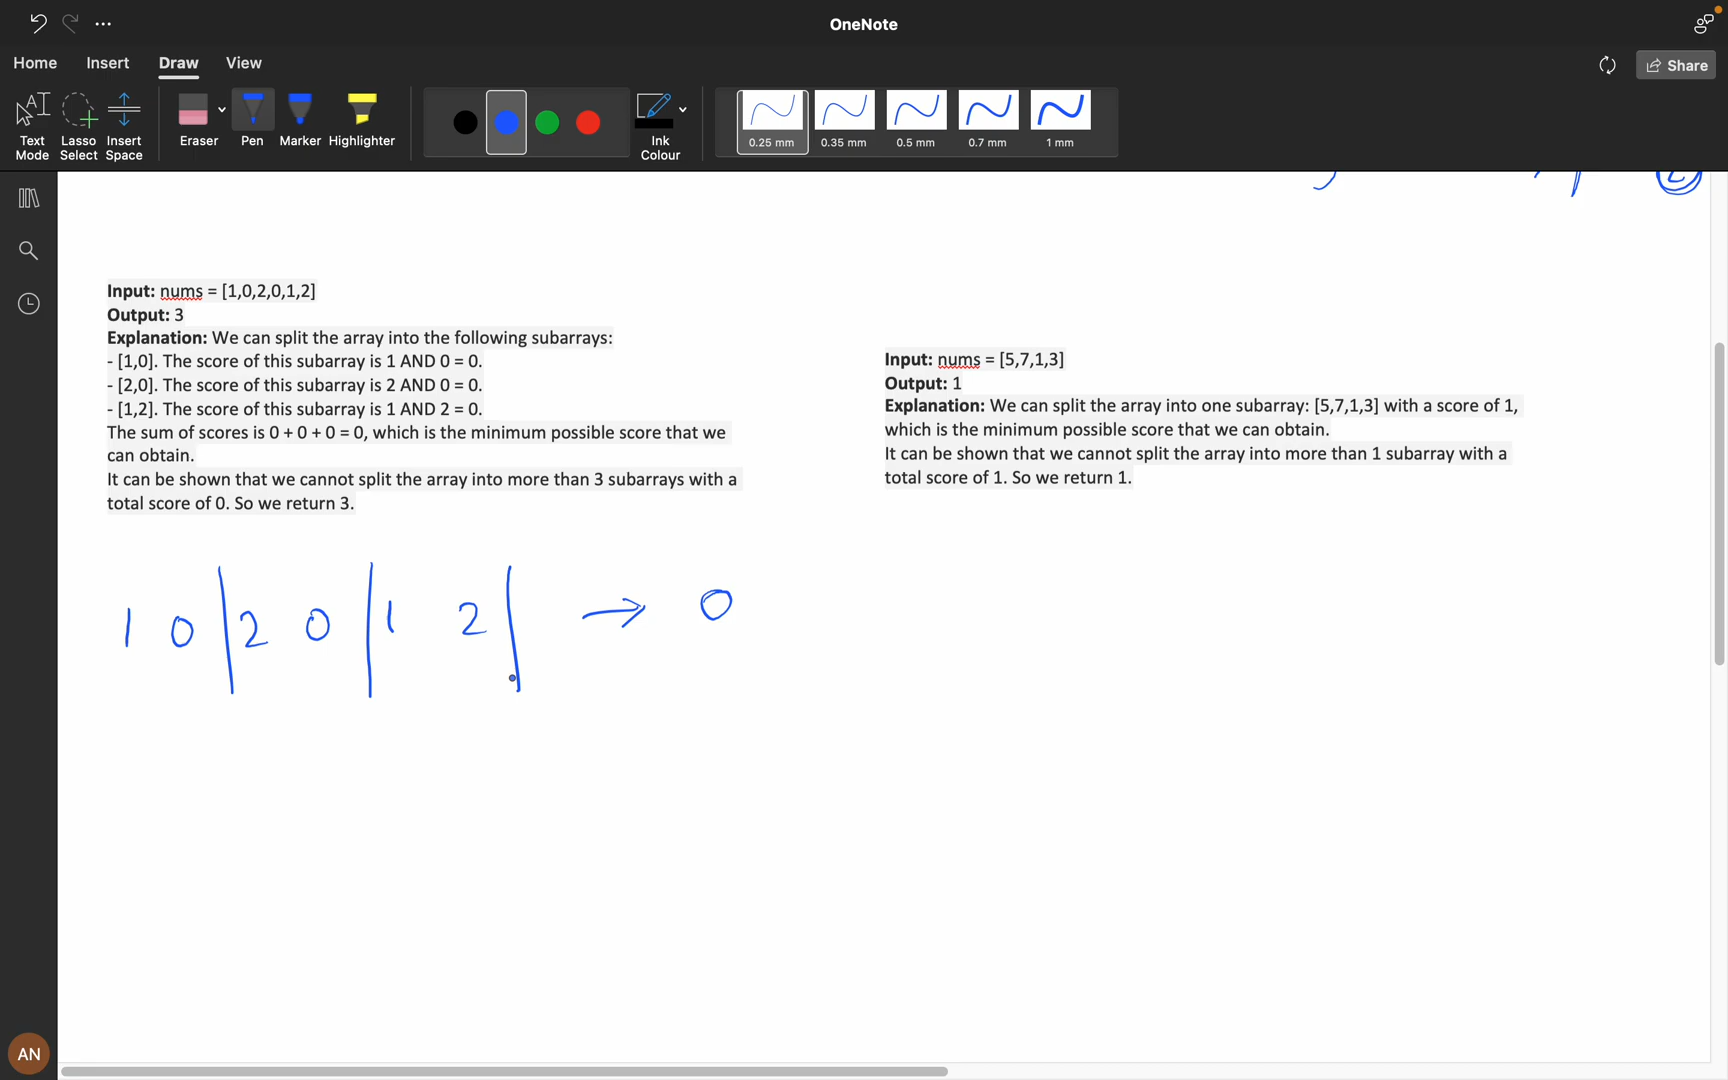 OneNote
Home Insert Draw View
Share
Text Mode
Lasso Select
Insert Space
Eraser
Pen
Marker
Highlighter
Ink Colour
0.25 mm
0.35 mm
0.5 mm
0.7 mm
1 mm
Input: nums = [1,0,2,0,1,2]
Output: 3
Explanation: We can split the array into the following subarrays:
- [1,0]. The score of this subarray is 1 AND 0 = 0.
- [2,0]. The score of this subarray is 2 AND 0 = 0.
- [1,2]. The score of this subarray is 1 AND 2 = 0.
The sum of scores is 0 + 0 + 0 = 0, which is the minimum possible score that we
can obtain.
It can be shown that we cannot split the array into more than 3 subarrays with a
total score of 0. So we return 3.
Input: nums = [5,7,1,3]
Output: 1
Explanation: We can split the array into one subarray: [5,7,1,3] with a score of 1,
which is the minimum possible score that we can obtain.
It can be shown that we cannot split the array into more than 1 subarray with a
total score of 1. So we return 1.
1 0 | 2 0 | 1 2 | → 0
AN